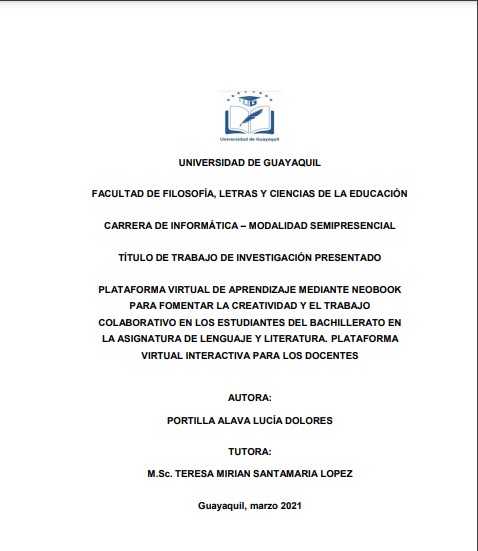 Universidad de Guayaquil
UNIVERSIDAD DE GUAYAQUIL
FACULTAD DE FILOSOFÍA, LETRAS Y CIENCIAS DE LA EDUCACIÓN
CARRERA DE INFORMÁTICA – MODALIDAD SEMIPRESENCIAL
TÍTULO DE TRABAJO DE INVESTIGACIÓN PRESENTADO
PLATAFORMA VIRTUAL DE APRENDIZAJE MEDIANTE NEOBOOK
PARA FOMENTAR LA CREATIVIDAD Y EL TRABAJO
COLABORATIVO EN LOS ESTUDIANTES DEL BACHILLERATO EN
LA ASIGNATURA DE LENGUAJE Y LITERATURA. PLATAFORMA
VIRTUAL INTERACTIVA PARA LOS DOCENTES
AUTORA:
PORTILLA ALAVA LUCÍA DOLORES
TUTORA:
M.Sc. TERESA MIRIAN SANTAMARIA LOPEZ
Guayaquil, marzo 2021